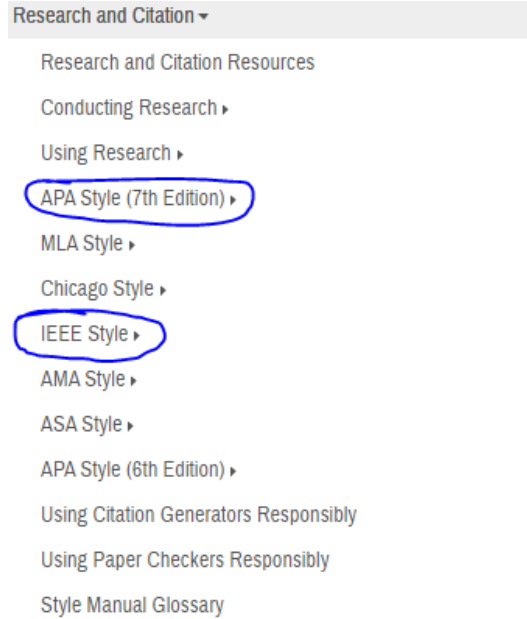 Research and Citation
Research and Citation Resources
Conducting Research
Using Research
APA Style (7th Edition)
MLA Style
Chicago Style
IEEE Style
AMA Style
ASA Style
APA Style (6th Edition)
Using Citation Generators Responsibly
Using Paper Checkers Responsibly
Style Manual Glossary